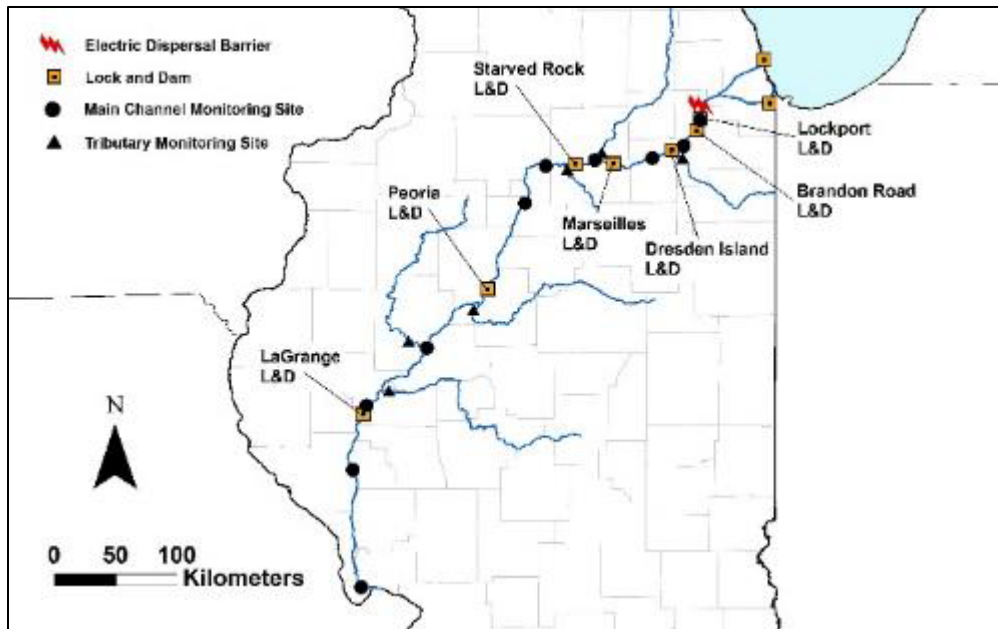 Electric Dispersal Barrier
Lock and Dam
Main Channel Monitoring Site
Tributary Monitoring Site
Starved Rock
L&D
Lockport
L&D
Peoria
L&D
Brandon Road
L&D
Marseilles
L&D
Dresden Island
L&D
LaGrange
L&D
N
0 50 100
Kilometers